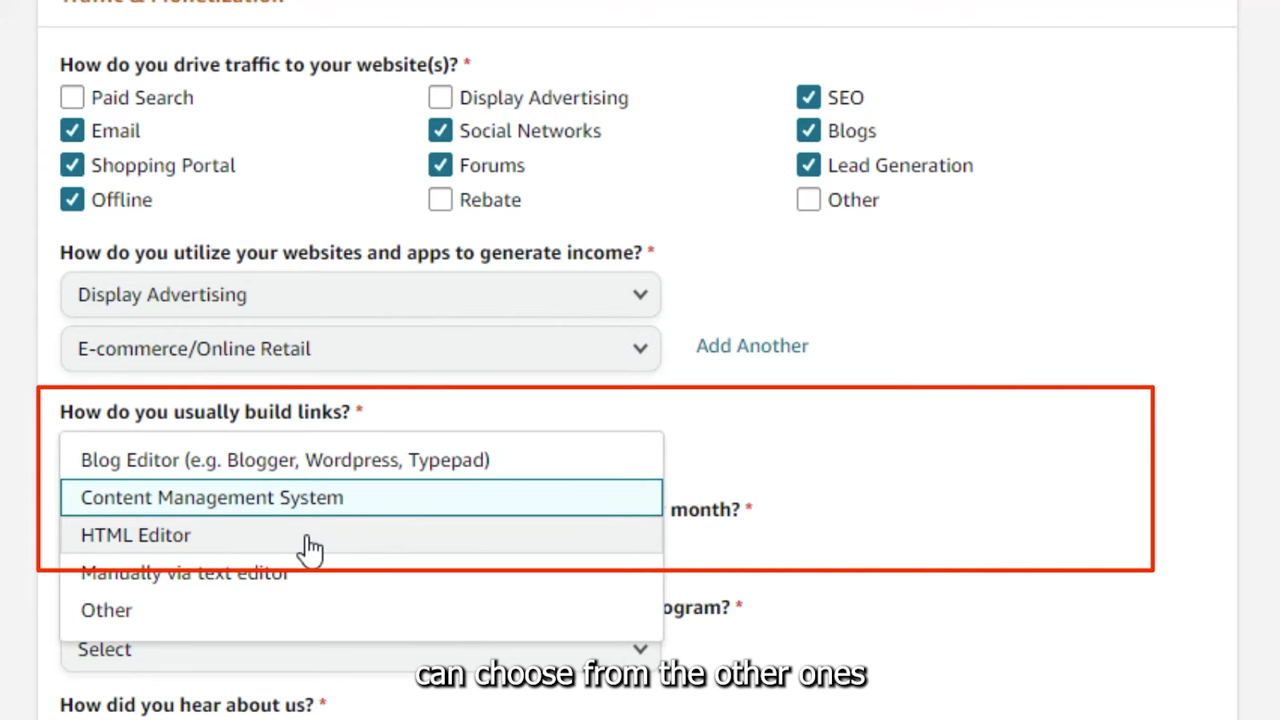 Traffic & Monetization
How do you drive traffic to your website(s)? *
Paid Search Display Advertising SEO
Email Social Networks Blogs
Shopping Portal Forums Lead Generation
Offline Rebate Other
How do you utilize your websites and apps to generate income? *
Display Advertising
E-commerce/Online Retail Add Another
How do you usually build links? *
Blog Editor (e.g. Blogger, Wordpress, Typepad)
Content Management System
month? *
HTML Editor
Manually via text editor
Other
ogram? *
Select
can choose from the other ones
How did you hear about us? *